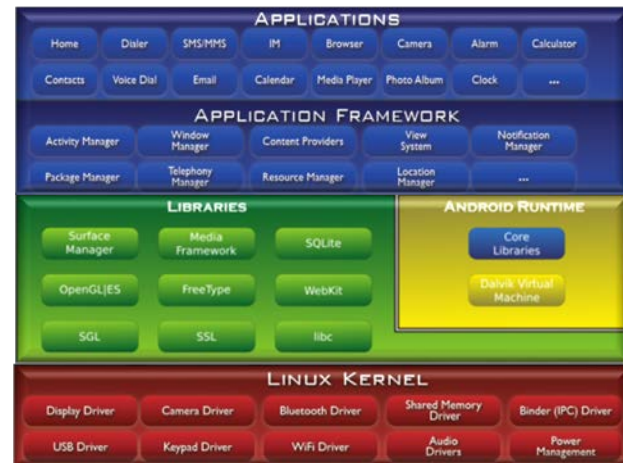 APPLICATIONS
Home Dialer SMS/MMS IM Browser Camera Alarm Calculator
Contacts Voice Dial Email Calendar Media Player Photo Album Clock ...
APPLICATION FRAMEWORK
Activity Manager Window Manager Content Providers View System Notification Manager
Package Manager Telephony Manager Resource Manager Location Manager ...
LIBRARIES ANDROID RUNTIME
Surface Manager Media Framework SQLite Core Libraries
OpenGL|ES FreeType WebKit Dalvik Virtual Machine
SGL SSL libc
LINUX KERNEL
Display Driver Camera Driver Bluetooth Driver Shared Memory Driver Binder (IPC) Driver
USB Driver Keypad Driver WiFi Driver Audio Drivers Power Management